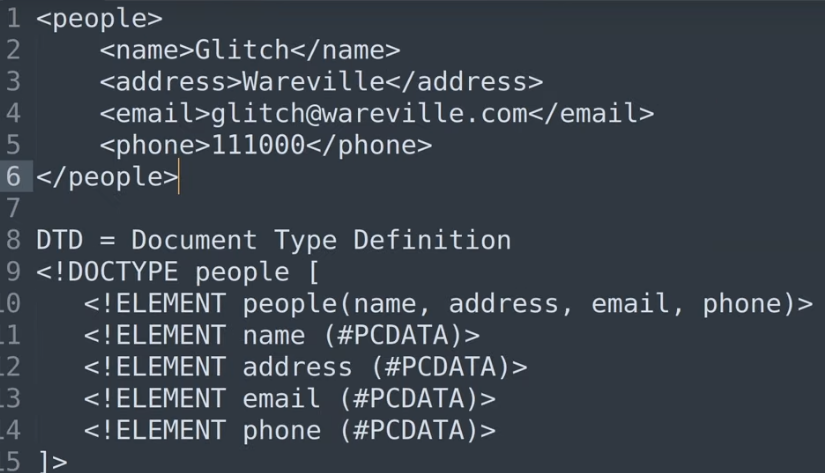 1 <people>
2 <name>Glitch</name>
3 <address>Wareville</address>
4 <email>glitch@wareville.com</email>
5 <phone>111000</phone>
6 </people>
7
8 DTD = Document Type Definition
9 <!DOCTYPE people [
10 <!ELEMENT people(name, address, email, phone)>
11 <!ELEMENT name (#PCDATA)>
12 <!ELEMENT address (#PCDATA)>
13 <!ELEMENT email (#PCDATA)>
14 <!ELEMENT phone (#PCDATA)>
15 ]>